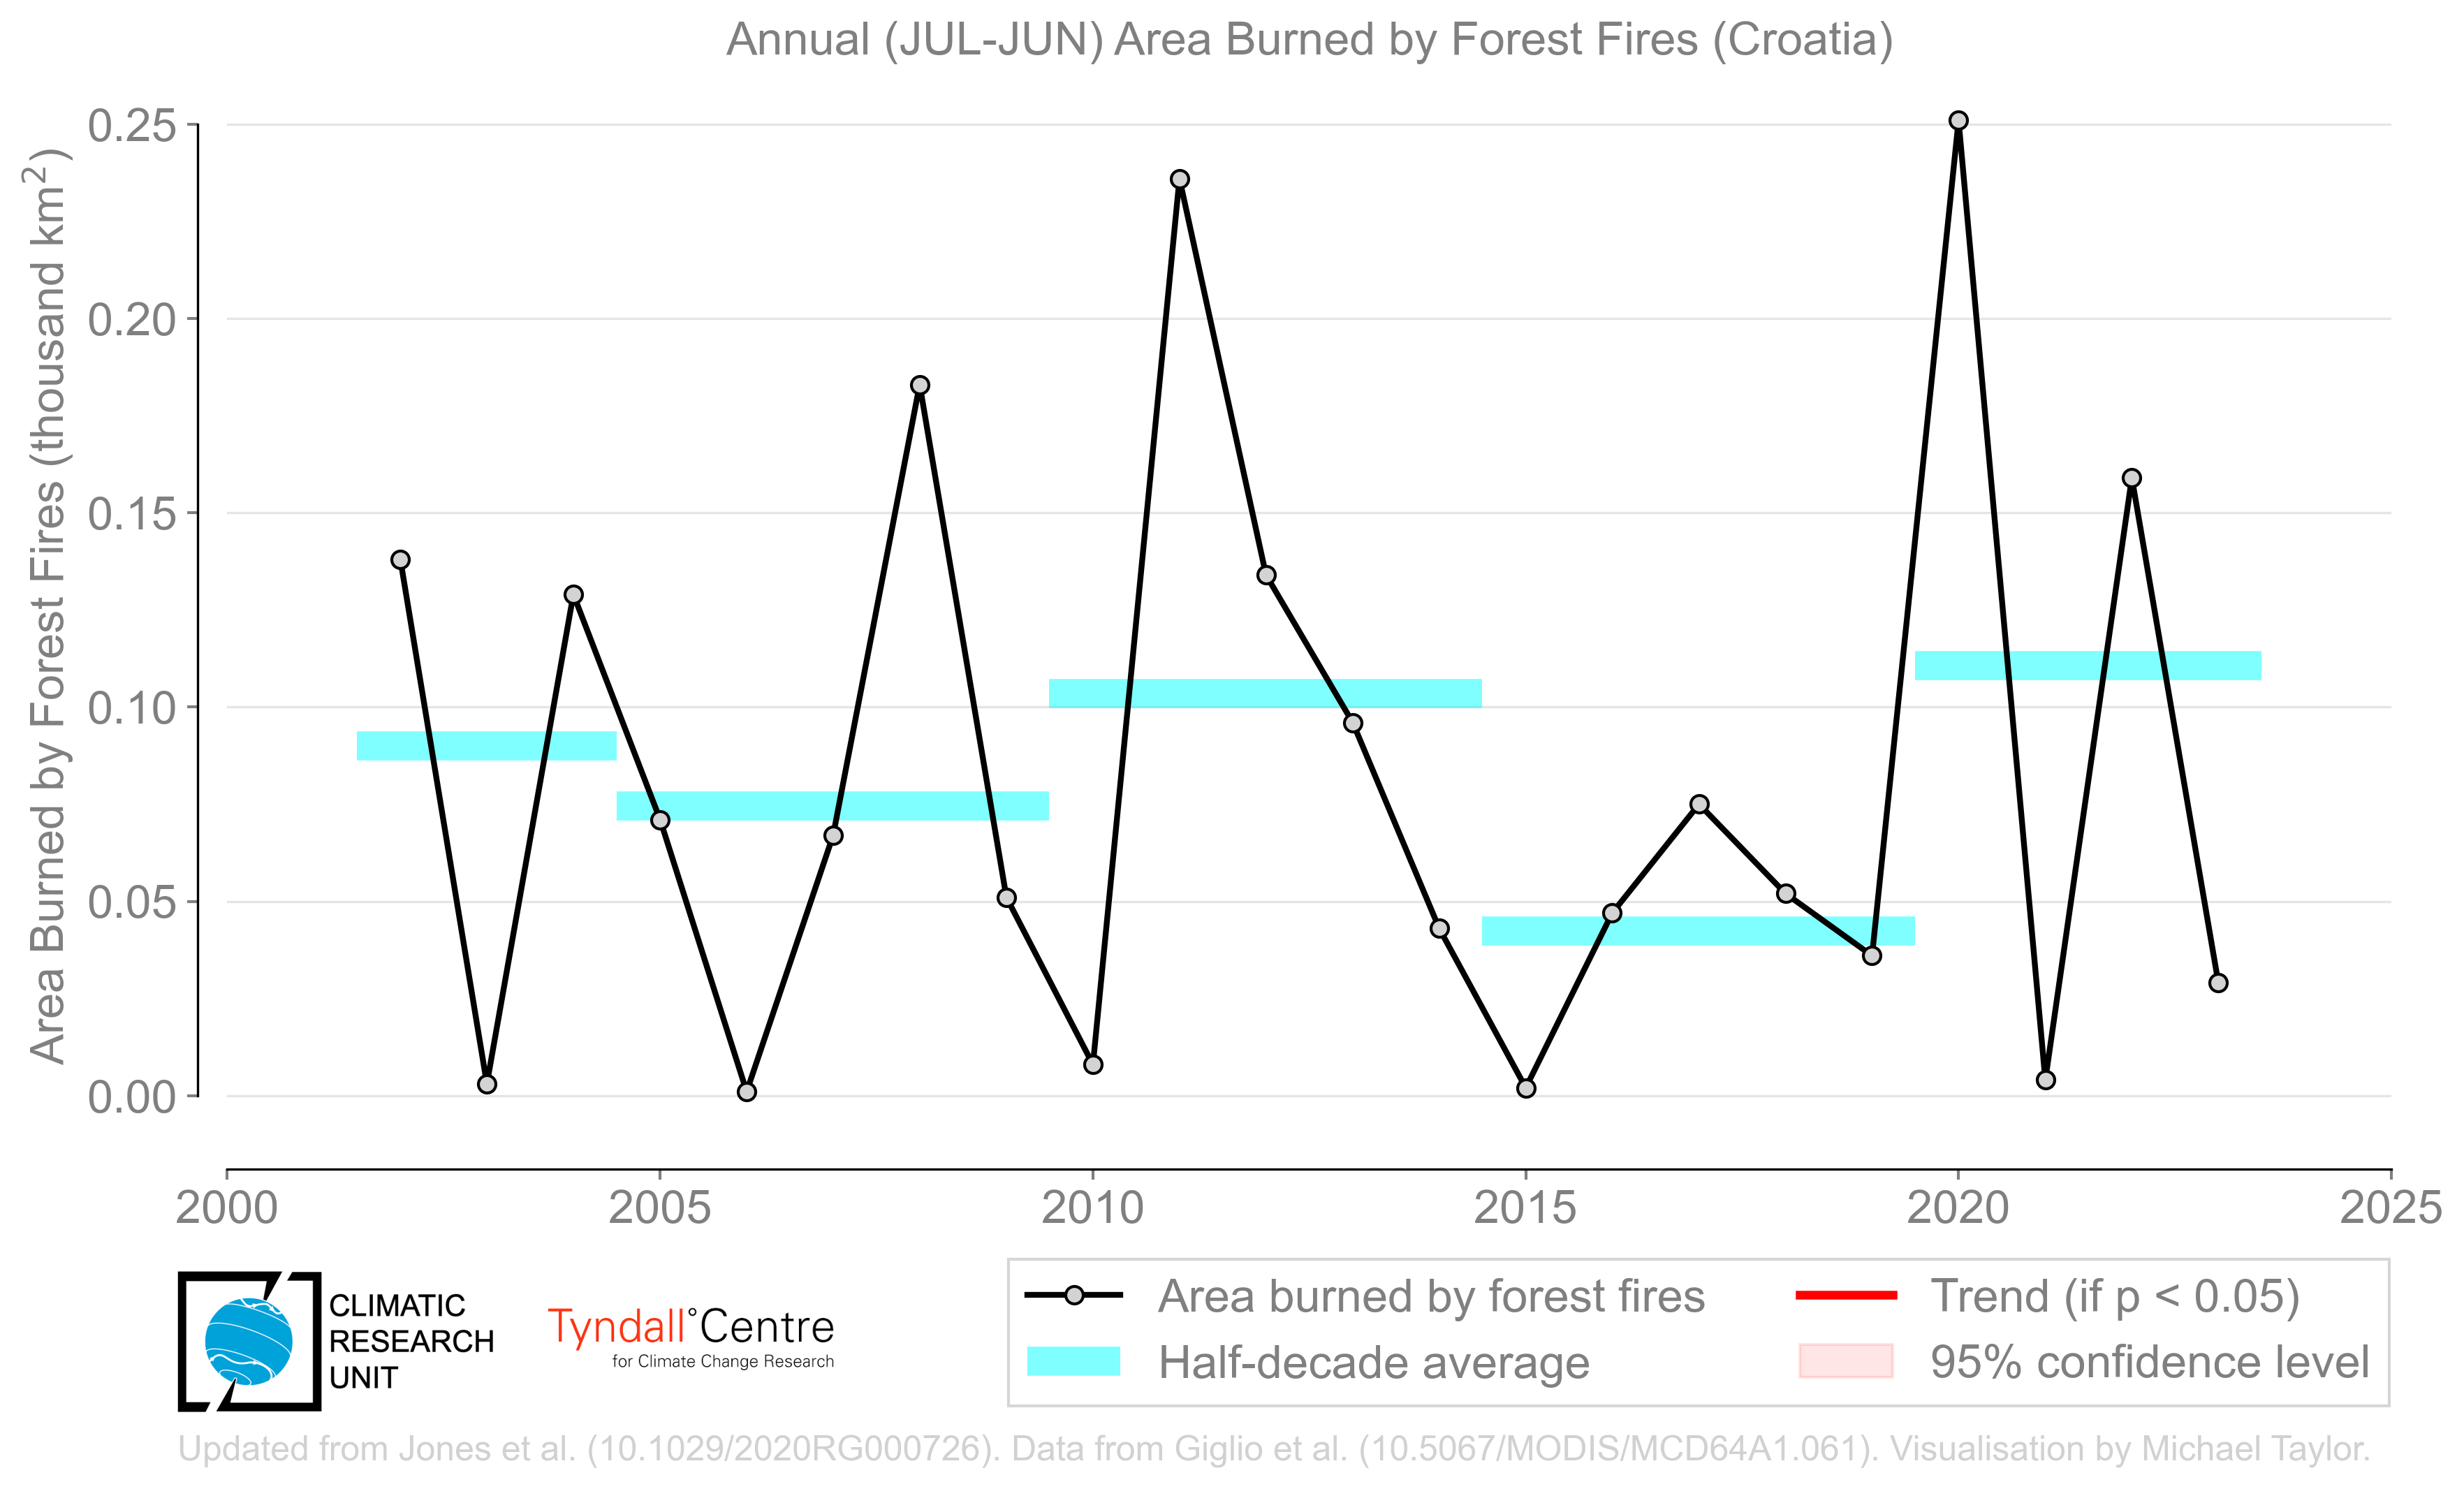 Annual (JUL-JUN) Area Burned by Forest Fires (Croatia)
Area Burned by Forest Fires (thousand km²)
0.25
0.20
0.15
0.10
0.05
0.00
2000 2005 2010 2015 2020 2025
CLIMATIC
RESEARCH
UNIT
Tyndall°Centre
for Climate Change Research
Area burned by forest fires
Half-decade average
Trend (if p < 0.05)
95% confidence level
Updated from Jones et al. (10.1029/2020RG000726). Data from Giglio et al. (10.5067/MODIS/MCD64A1.061). Visualisation by Michael Taylor.